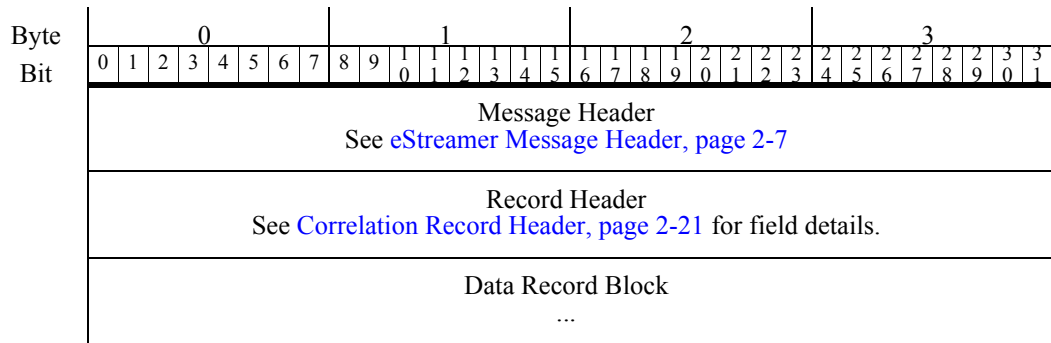 Byte 0 1 2 3
Bit 0 1 2 3 4 5 6 7 8 9 10 11 12 13 14 15 16 17 18 19 20 21 22 23 24 25 26 27 28 29 30 31
Message Header
See eStreamer Message Header, page 2-7
Record Header
See Correlation Record Header, page 2-21 for field details.
Data Record Block
...